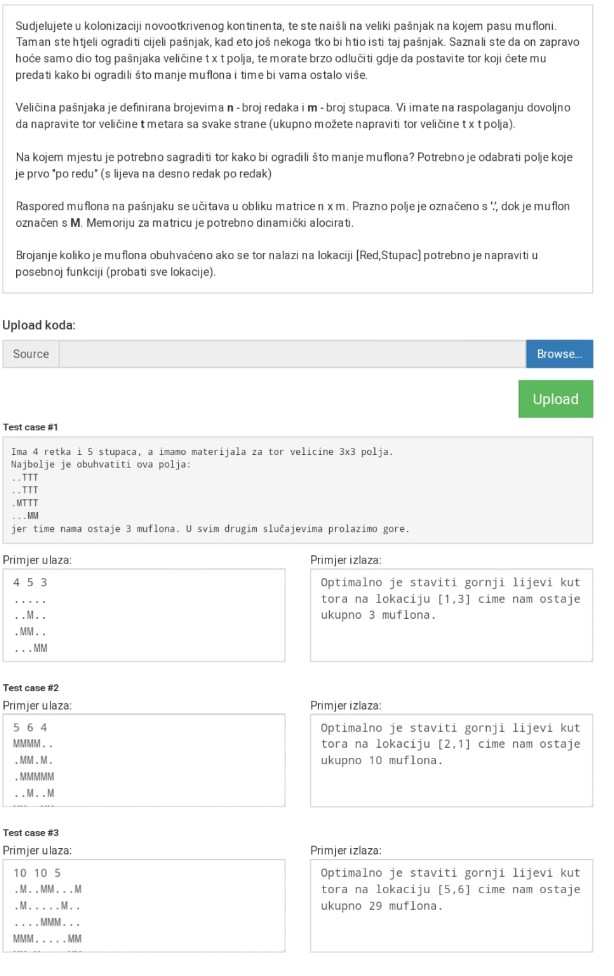 Sudjelujete u kolonizaciji novootkrivenog kontinenta, te ste naišli na veliki pašnjak na kojem pasu mufloni.
Taman ste htjeli ograditi cijeli pašnjak, kad eto još nekoga tko bi htio isti taj pašnjak. Saznali ste da on zapravo
hoće samo dio tog pašnjaka veličine t x t polja, te morate brzo odlučiti gdje da postavite tor koji ćete mu
predati kako bi ogradili što manje muflona i time bi vama ostalo više.
Veličina pašnjaka je definirana brojevima n - broj redaka i m - broj stupaca. Vi imate na raspolaganju dovoljno
da napravite tor veličine t metara sa svake strane (ukupno možete napraviti tor veličine t x t polja).
Na kojem mjestu je potrebno sagraditi tor kako bi ogradili što manje muflona? Potrebno je odabrati polje koje
je prvo "po redu" (s lijeva na desno redak po redak)
Raspored muflona na pašnjaku se učitava u obliku matrice n x m. Prazno polje je označeno s '.', dok je muflon
označen s M. Memoriju za matricu je potrebno dinamički alocirati.
Brojanje koliko je muflona obuhvaćeno ako se tor nalazi na lokaciji [Red,Stupac] potrebno je napraviti u
posebnoj funkciji (probati sve lokacije).
Upload koda:
Source
Browse...
Upload
Test case #1
Ima 4 retka i 5 stupaca, a imamo materijala za tor velicine 3x3 polja.
Najbolje je obuhvatiti ova polja:
..TTT
..TTT
.MTTT
...MM
jer time nama ostaje 3 muflona. U svim drugim slučajevima prolazimo gore.
Primjer ulaza:
4 5 3
.....
..M..
.MM..
...MM
Primjer izlaza:
Optimalno je staviti gornji lijevi kut
tora na lokaciju [1,3] cime nam ostaje
ukupno 3 muflona.
Test case #2
Primjer ulaza:
5 6 4
MMMM..
.MM.M.
.MMMMM
..M..M
Primjer izlaza:
Optimalno je staviti gornji lijevi kut
tora na lokaciju [2,1] cime nam ostaje
ukupno 10 muflona.
Test case #3
Primjer ulaza:
10 10 5
.M..MM...M
.M.....M..
....MMM...
MMM.....MM
Primjer izlaza:
Optimalno je staviti gornji lijevi kut
tora na lokaciju [5,6] cime nam ostaje
ukupno 29 muflona.